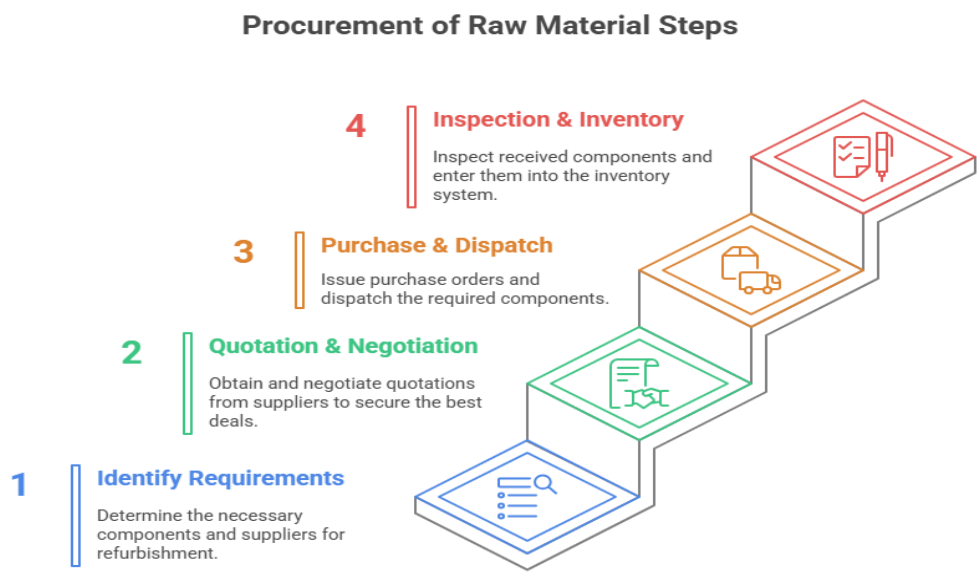 Procurement of Raw Material Steps
4
Inspection & Inventory
Inspect received components and
enter them into the inventory
system.
3
Purchase & Dispatch
Issue purchase orders and
dispatch the required components.
2
Quotation & Negotiation
Obtain and negotiate quotations
from suppliers to secure the best
deals.
1
Identify Requirements
Determine the necessary
components and suppliers for
refurbishment.